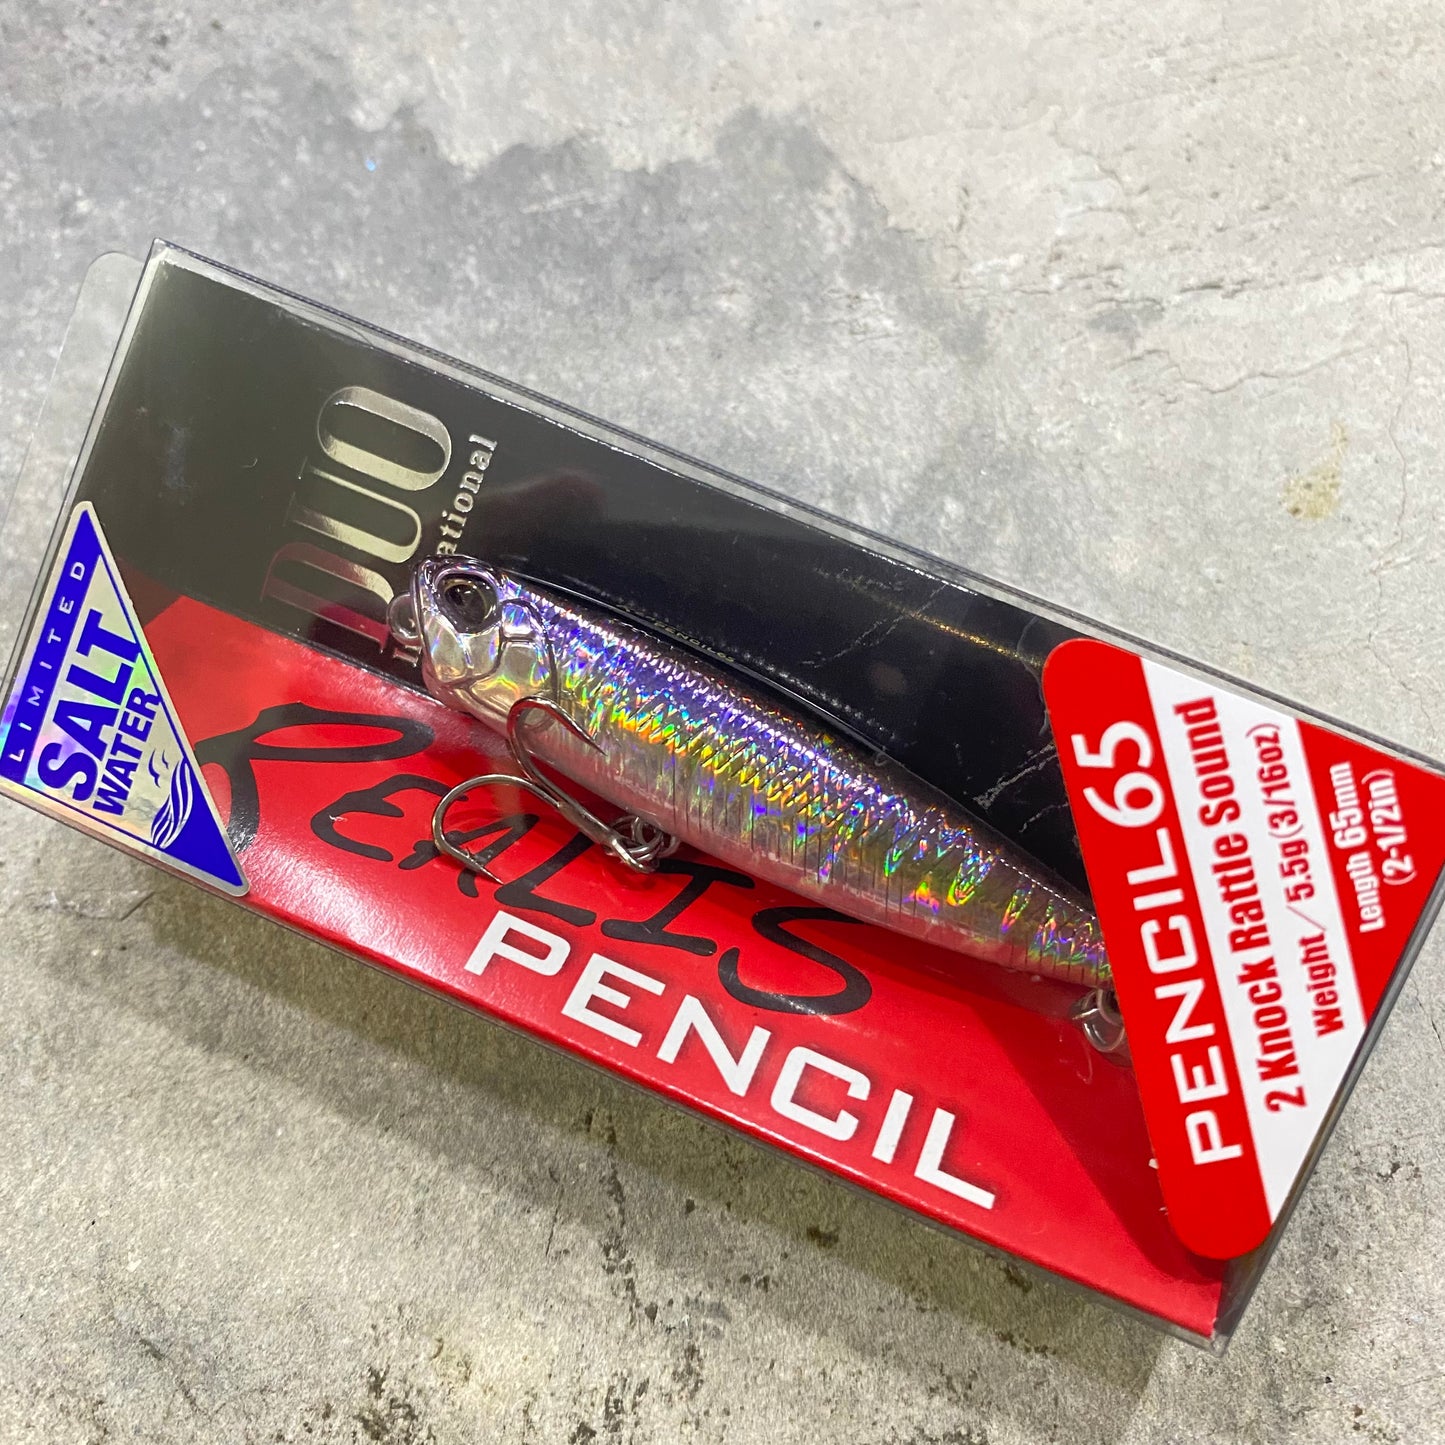 DUO
International
REALIS
PENCIL
LIMITED
SALT
WATER
PENCIL65
2 Knock Rattle Sound
Weight/5.5g(3/16oz)
Length 65mm
(2-1/2in)
PENCIL65